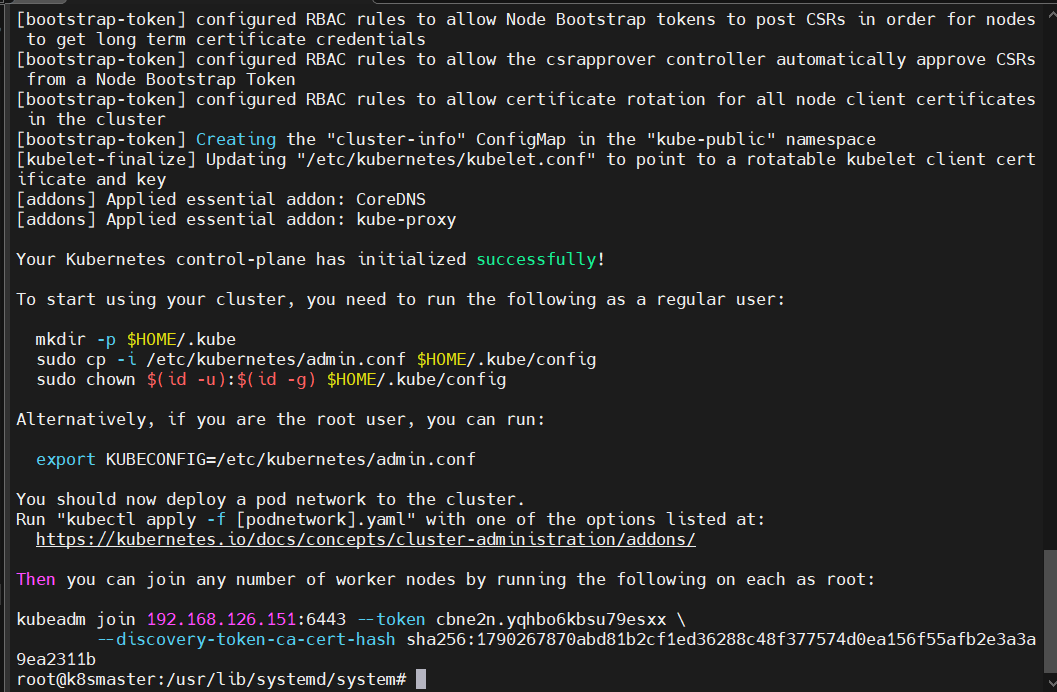 [bootstrap-token] configured RBAC rules to allow Node Bootstrap tokens to post CSRs in order for nodes
 to get long term certificate credentials
[bootstrap-token] configured RBAC rules to allow the csrapprover controller automatically approve CSRs
 from a Node Bootstrap Token
[bootstrap-token] configured RBAC rules to allow certificate rotation for all node client certificates
 in the cluster
[bootstrap-token] Creating the "cluster-info" ConfigMap in the "kube-public" namespace
[kubelet-finalize] Updating "/etc/kubernetes/kubelet.conf" to point to a rotatable kubelet client cert
ificate and key
[addons] Applied essential addon: CoreDNS
[addons] Applied essential addon: kube-proxy

Your Kubernetes control-plane has initialized successfully!

To start using your cluster, you need to run the following as a regular user:

  mkdir -p $HOME/.kube
  sudo cp -i /etc/kubernetes/admin.conf $HOME/.kube/config
  sudo chown $(id -u):$(id -g) $HOME/.kube/config

Alternatively, if you are the root user, you can run:

  export KUBECONFIG=/etc/kubernetes/admin.conf

You should now deploy a pod network to the cluster.
Run "kubectl apply -f [podnetwork].yaml" with one of the options listed at:
  https://kubernetes.io/docs/concepts/cluster-administration/addons/

Then you can join any number of worker nodes by running the following on each as root:

kubeadm join 192.168.126.151:6443 --token cbne2n.yqhbo6kbsu79esxx \
        --discovery-token-ca-cert-hash sha256:1790267870abd81b2cf1ed36288c48f377574d0ea156f55afb2e3a3a
9ea2311b
root@k8smaster:/usr/lib/systemd/system#